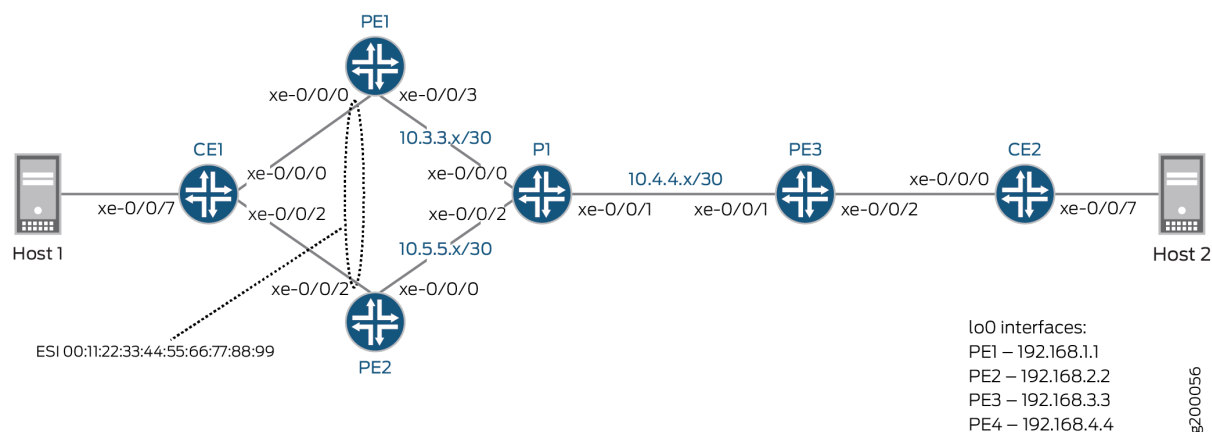 PE1
xe-0/0/0
xe-0/0/3
10.3.3.x/30
CE1
P1
PE3
CE2
xe-0/0/0
xe-0/0/0
10.4.4.x/30
xe-0/0/0
xe-0/0/7
xe-0/0/2
xe-0/0/2
xe-0/0/1
xe-0/0/1
xe-0/0/2
xe-0/0/7
Host 1
10.5.5.x/30
Host 2
xe-0/0/2
xe-0/0/0
ESI 00:11:22:33:44:55:66:77:88:99
PE2
lo0 interfaces:
PE1 – 192.168.1.1
PE2 – 192.168.2.2
PE3 – 192.168.3.3
PE4 – 192.168.4.4
g200056